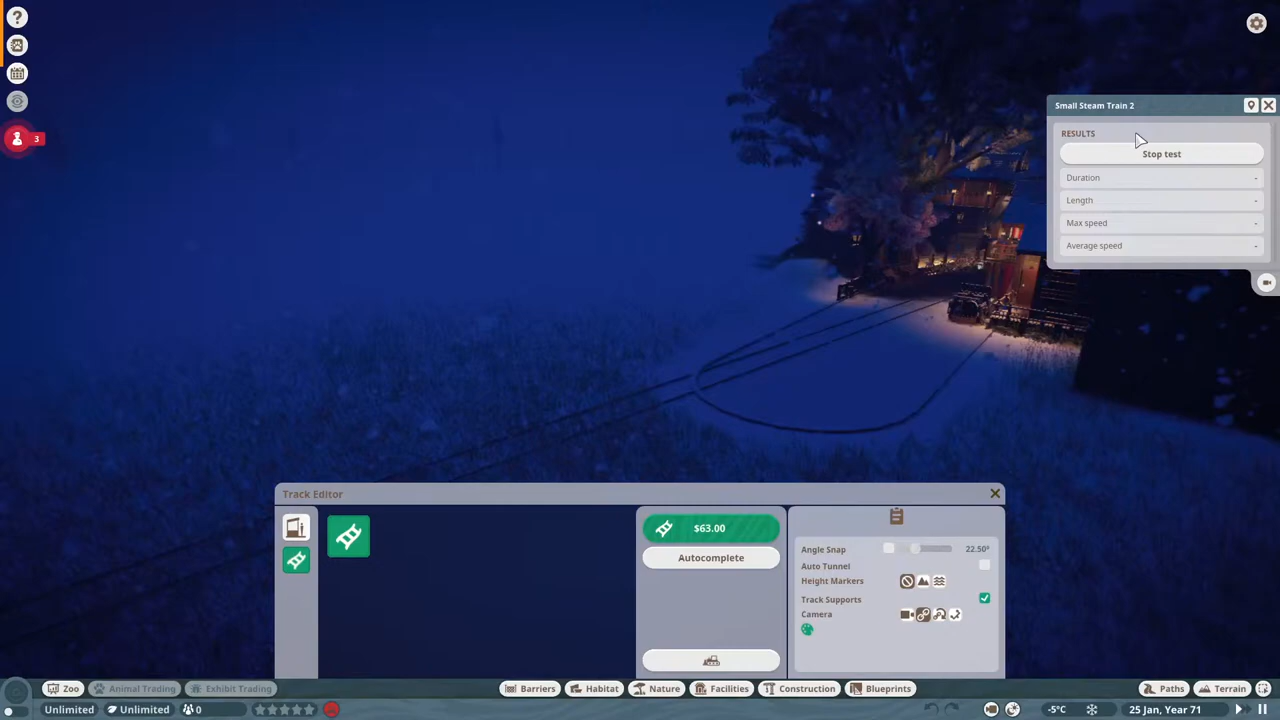 ?
3
Small Steam Train 2
RESULTS
Stop test
Duration -
Length -
Max speed -
Average speed -
Track Editor
$63.00
Autocomplete
Angle Snap 22.50°
Auto Tunnel
Height Markers
Track Supports
Camera
Zoo Animal Trading Exhibit Trading Barriers Habitat Nature Facilities Construction Blueprints Paths Terrain
Unlimited Unlimited 0 -5°C 25 Jan, Year 71